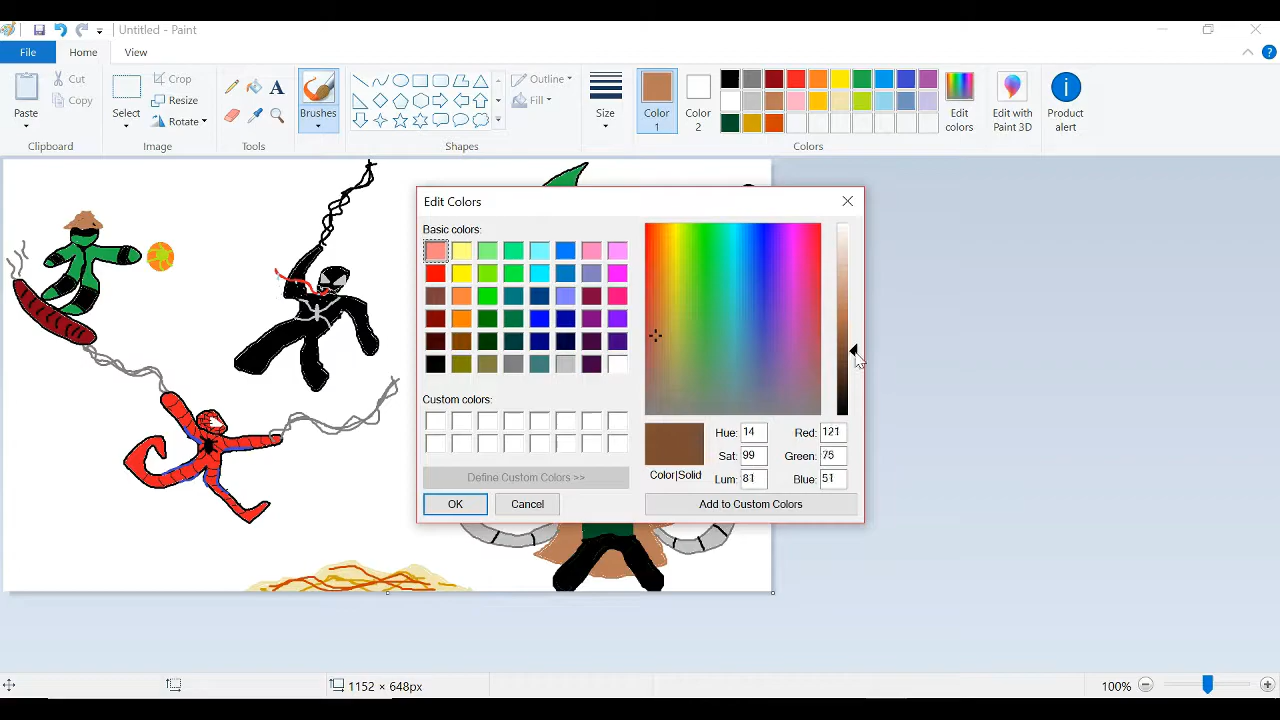 Untitled - Paint
File
Home
View
Paste
Cut
Copy
Clipboard
Select
Crop
Resize
Rotate
Image
Tools
Brushes
Outline
Fill
Shapes
Size
Color
1
Color
2
Edit
colors
Colors
Edit with
Paint 3D
Product
alert
Edit Colors
Basic colors:
Custom colors:
Define Custom Colors >>
OK
Cancel
Hue: 14
Red: 121
Sat: 99
Green: 75
Lum: 81
Blue: 51
Color|Solid
Add to Custom Colors
1152 × 648px
100%